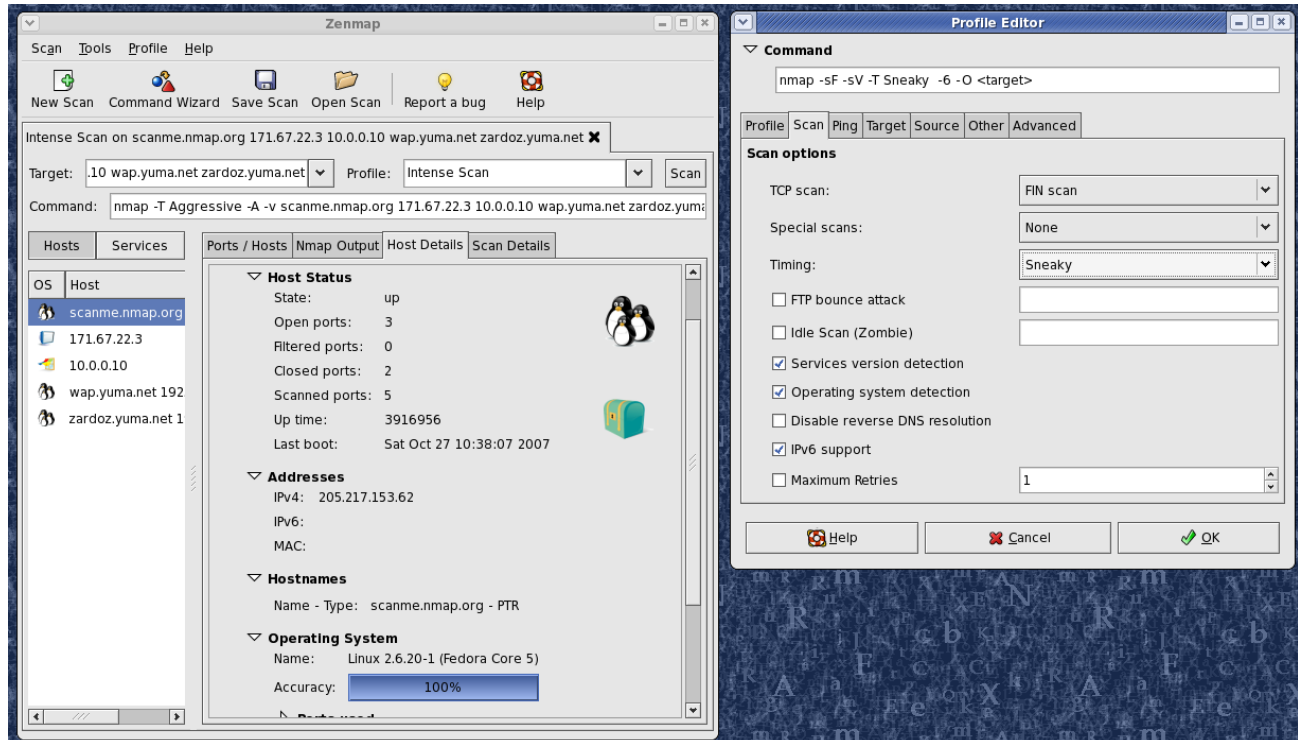 Zenmap
Scan Tools Profile Help
New Scan Command Wizard Save Scan Open Scan Report a bug Help
Intense Scan on scanme.nmap.org 171.67.22.3 10.0.0.10 wap.yuma.net zardoz.yuma.net
Target: .10 wap.yuma.net zardoz.yuma.net Profile: Intense Scan Scan
Command: nmap -T Aggressive -A -v scanme.nmap.org 171.67.22.3 10.0.0.10 wap.yuma.net zardoz.yuma
Hosts Services
OS Host
scanme.nmap.org
171.67.22.3
10.0.0.10
wap.yuma.net 192
zardoz.yuma.net 1
Ports / Hosts Nmap Output Host Details Scan Details
Host Status
State: up
Open ports: 3
Filtered ports: 0
Closed ports: 2
Scanned ports: 5
Up time: 3916956
Last boot: Sat Oct 27 10:38:07 2007
Addresses
IPv4: 205.217.153.62
IPv6:
MAC:
Hostnames
Name - Type: scanme.nmap.org - PTR
Operating System
Name: Linux 2.6.20-1 (Fedora Core 5)
Accuracy: 100%
Ports used
Profile Editor
Command
nmap -sF -sV -T Sneaky -6 -O <target>
Profile Scan Ping Target Source Other Advanced
Scan options
TCP scan: FIN scan
Special scans: None
Timing: Sneaky
FTP bounce attack
Idle Scan (Zombie)
Services version detection
Operating system detection
Disable reverse DNS resolution
IPv6 support
Maximum Retries 1
Help Cancel OK